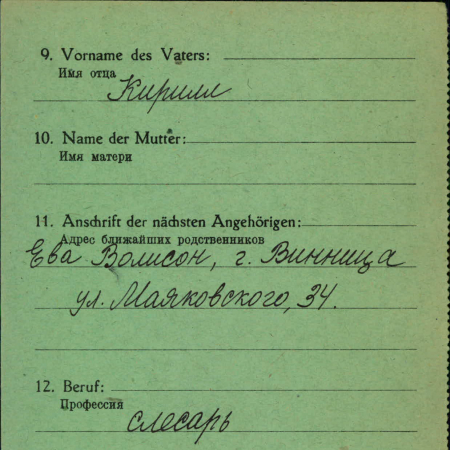 9. Vorname des Vaters:
Имя отца
Кирилл
10. Name der Mutter:
Имя матери
11. Anschrift der nächsten Angehörigen:
Адрес ближайших родственников
Ева Волисон, г. Винница
ул. Маяковского, 34.
12. Beruf:
Профессия
слесарь